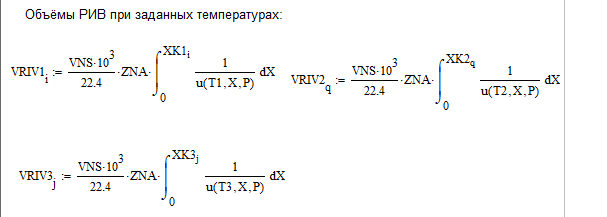 Объёмы РИВ при заданных температурах:
VRIV1_i := (VNS·10^3)/(22.4)·ZNA·∫_0^(XK1_i) 1/(u(T1,X,P)) dX VRIV2_q := (VNS·10^3)/(22.4)·ZNA·∫_0^(XK2_q) 1/(u(T2,X,P)) dX
VRIV3_j := (VNS·10^3)/(22.4)·ZNA·∫_0^(XK3_j) 1/(u(T3,X,P)) dX